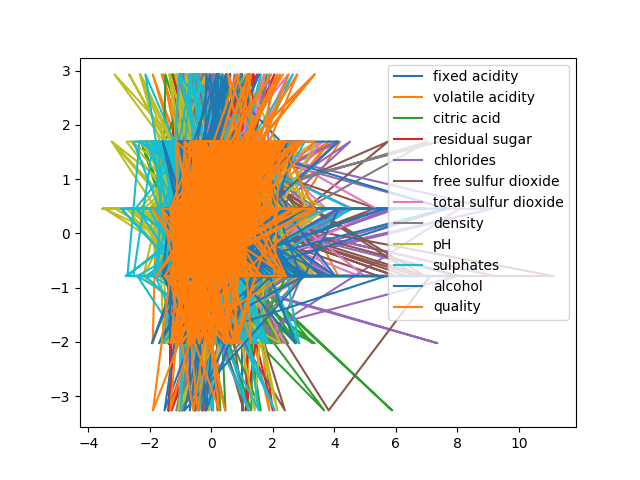 3
2
1
0
−1
−2
−3
−4
−2
0
2
4
6
8
10
fixed acidity
volatile acidity
citric acid
residual sugar
chlorides
free sulfur dioxide
total sulfur dioxide
density
pH
sulphates
alcohol
quality